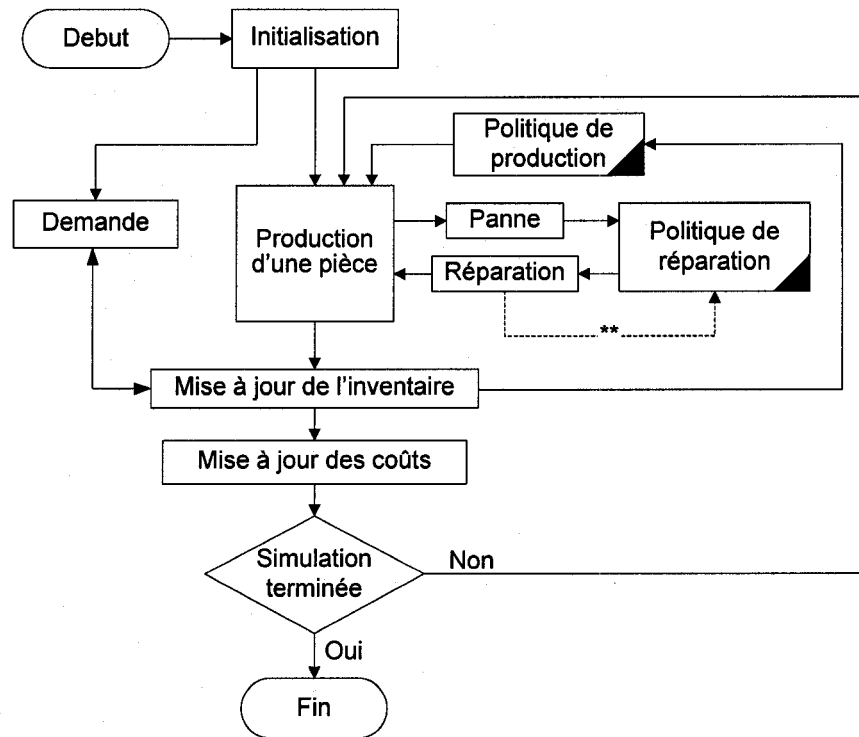 Debut
Initialisation
Politique de
production
Demande
Production
d'une pièce
Panne
Politique de
réparation
Réparation
**
Mise à jour de l'inventaire
Mise à jour des coûts
Simulation
terminée
Non
Oui
Fin